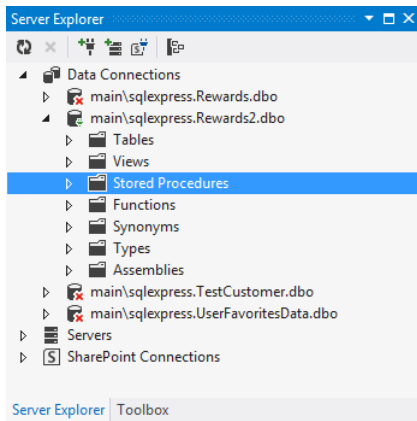 Server Explorer
Data Connections
main\sqlexpress.Rewards.dbo
main\sqlexpress.Rewards2.dbo
Tables
Views
Stored Procedures
Functions
Synonyms
Types
Assemblies
main\sqlexpress.TestCustomer.dbo
main\sqlexpress.UserFavoritesData.dbo
Servers
SharePoint Connections
Server Explorer Toolbox